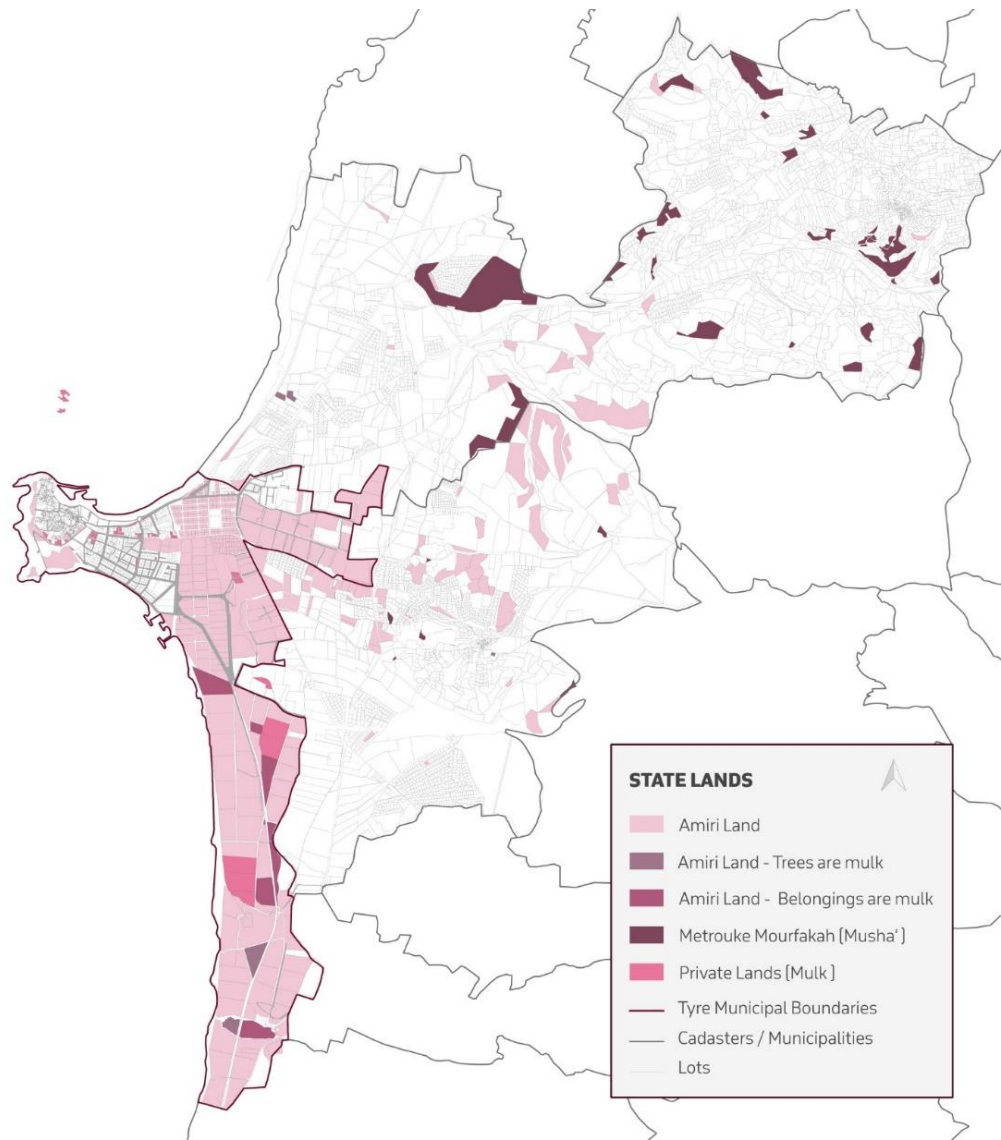 STATE LANDS
Amiri Land
Amiri Land - Trees are mulk
Amiri Land - Belongings are mulk
Metrouke Mourfakah (Musha‘)
Private Lands (Mulk)
Tyre Municipal Boundaries
Cadasters / Municipalities
Lots